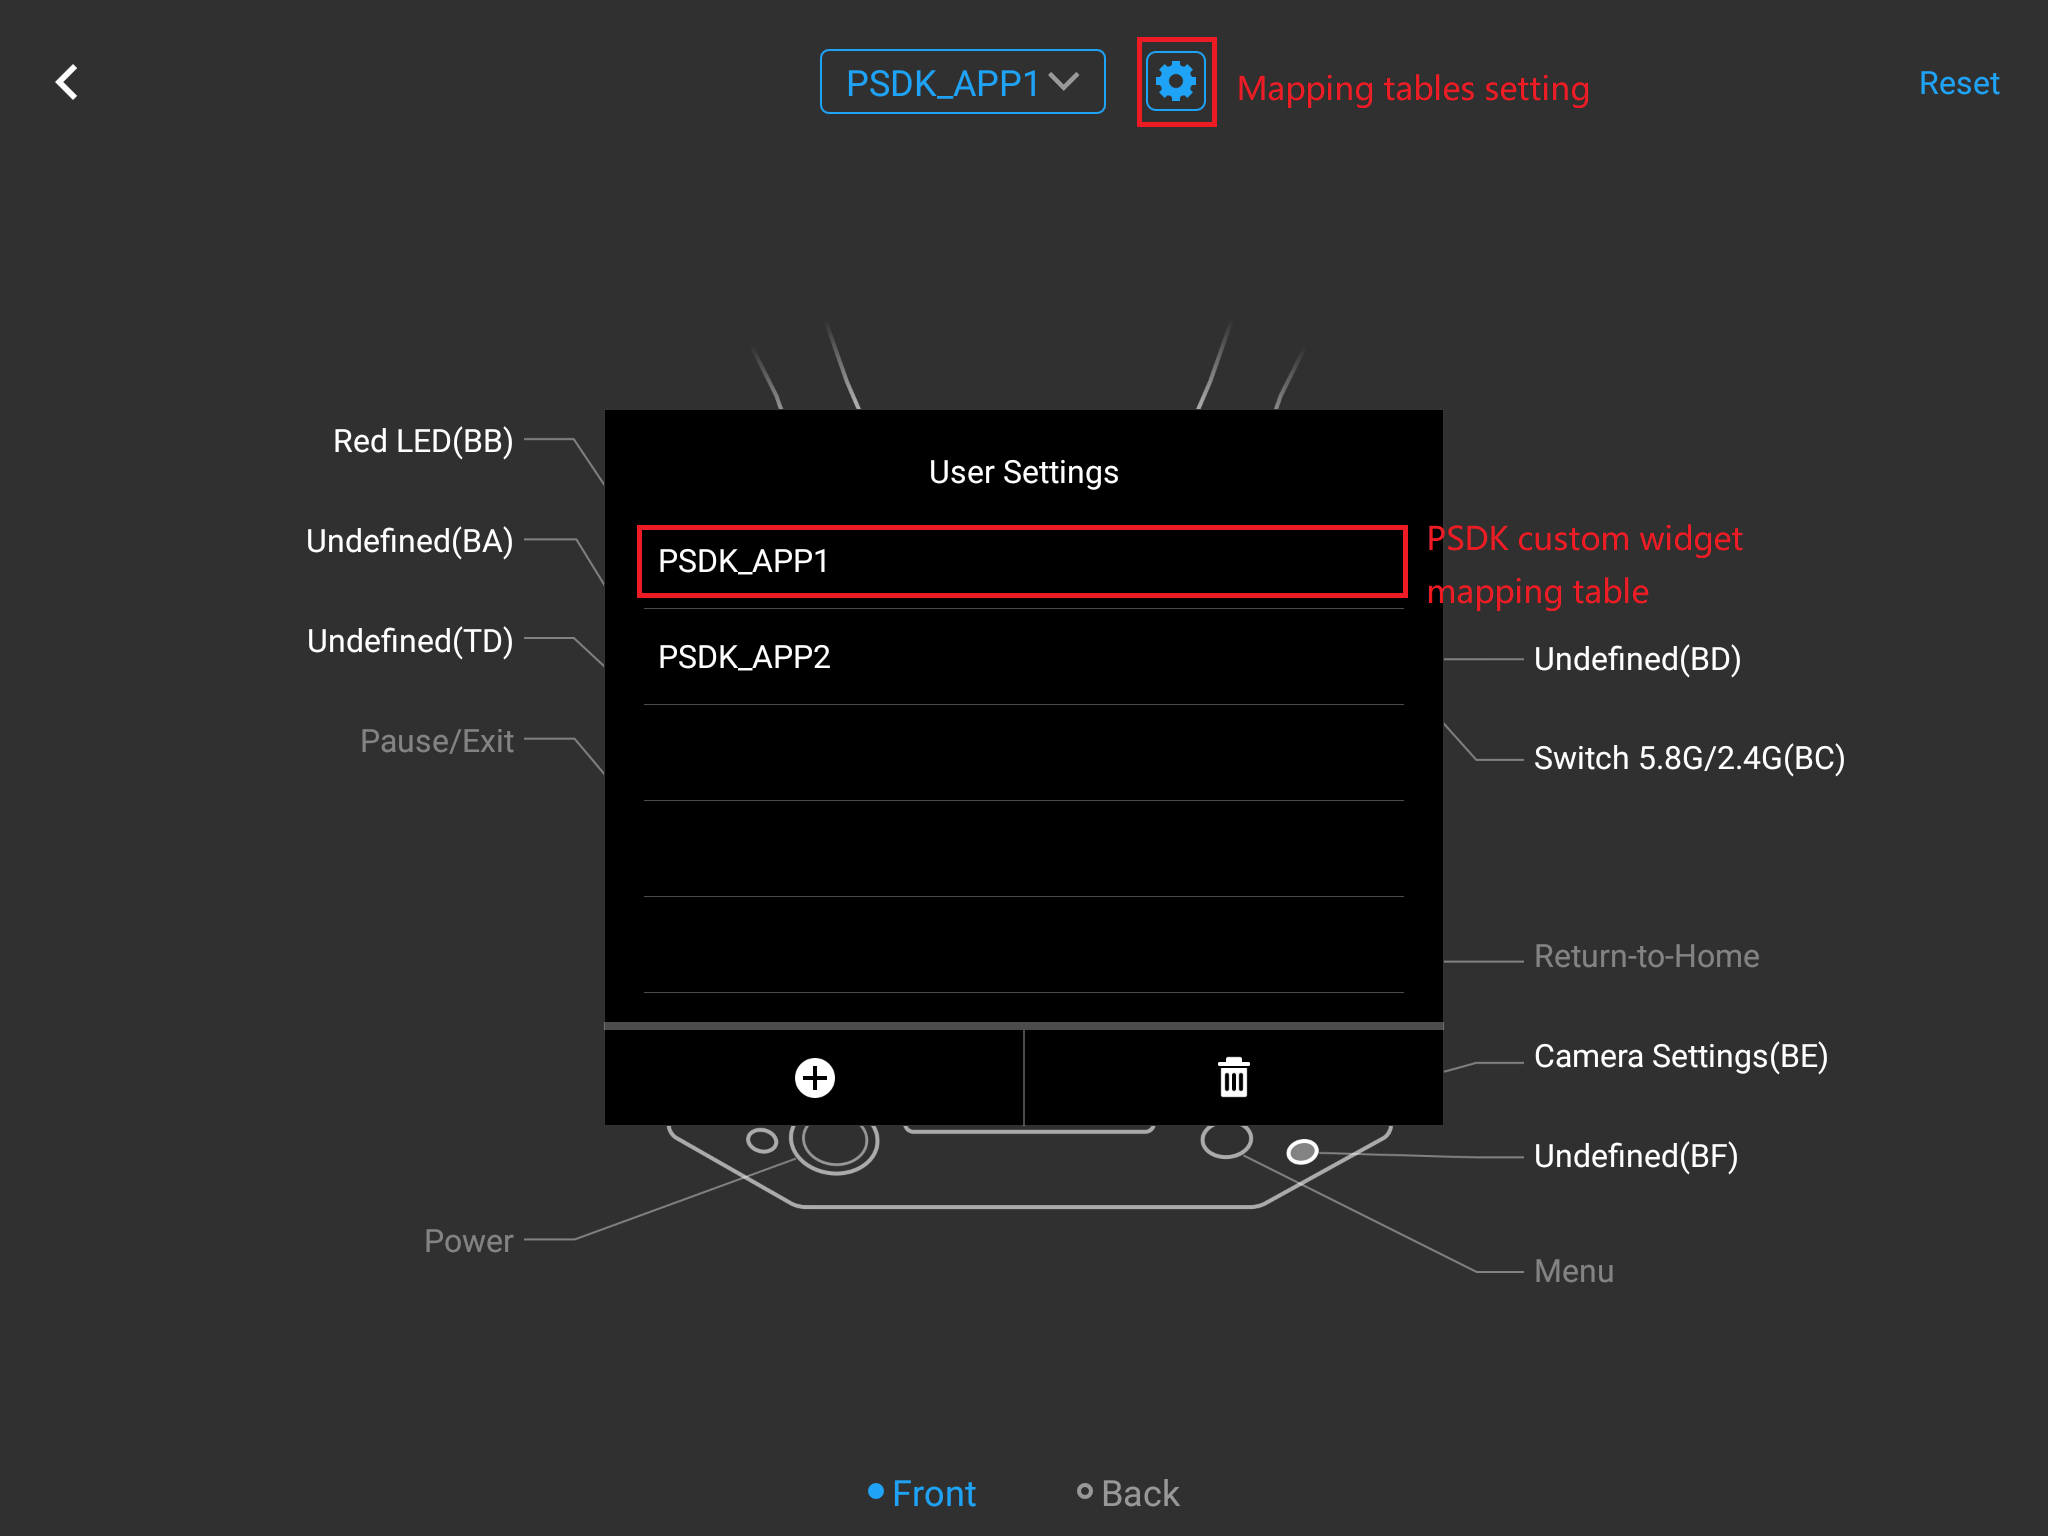 PSDK_APP1
Mapping tables setting
Reset
Red LED(BB)
Undefined(BA)
Undefined(TD)
Pause/Exit
Power
User Settings
PSDK_APP1
PSDK_APP2
PSDK custom widget
mapping table
Undefined(BD)
Switch 5.8G/2.4G(BC)
Return-to-Home
Camera Settings(BE)
Undefined(BF)
Menu
Front
Back